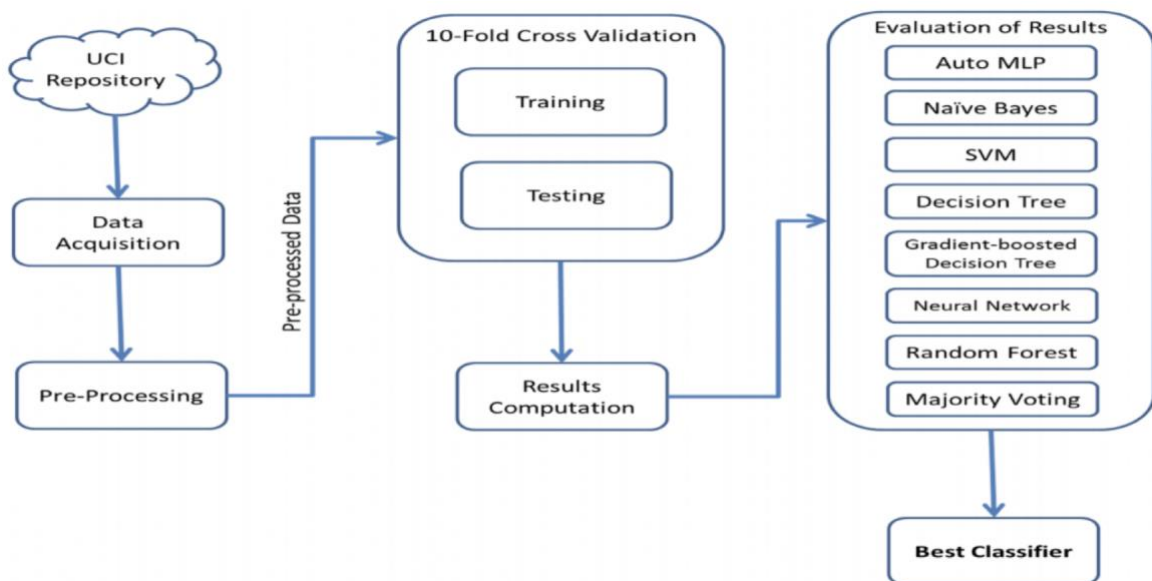 UCI
Repository
Data
Acquisition
Pre-Processing
Pre-processed Data
10-Fold Cross Validation
Training
Testing
Results
Computation
Evaluation of Results
Auto MLP
Naïve Bayes
SVM
Decision Tree
Gradient-boosted
Decision Tree
Neural Network
Random Forest
Majority Voting
Best Classifier